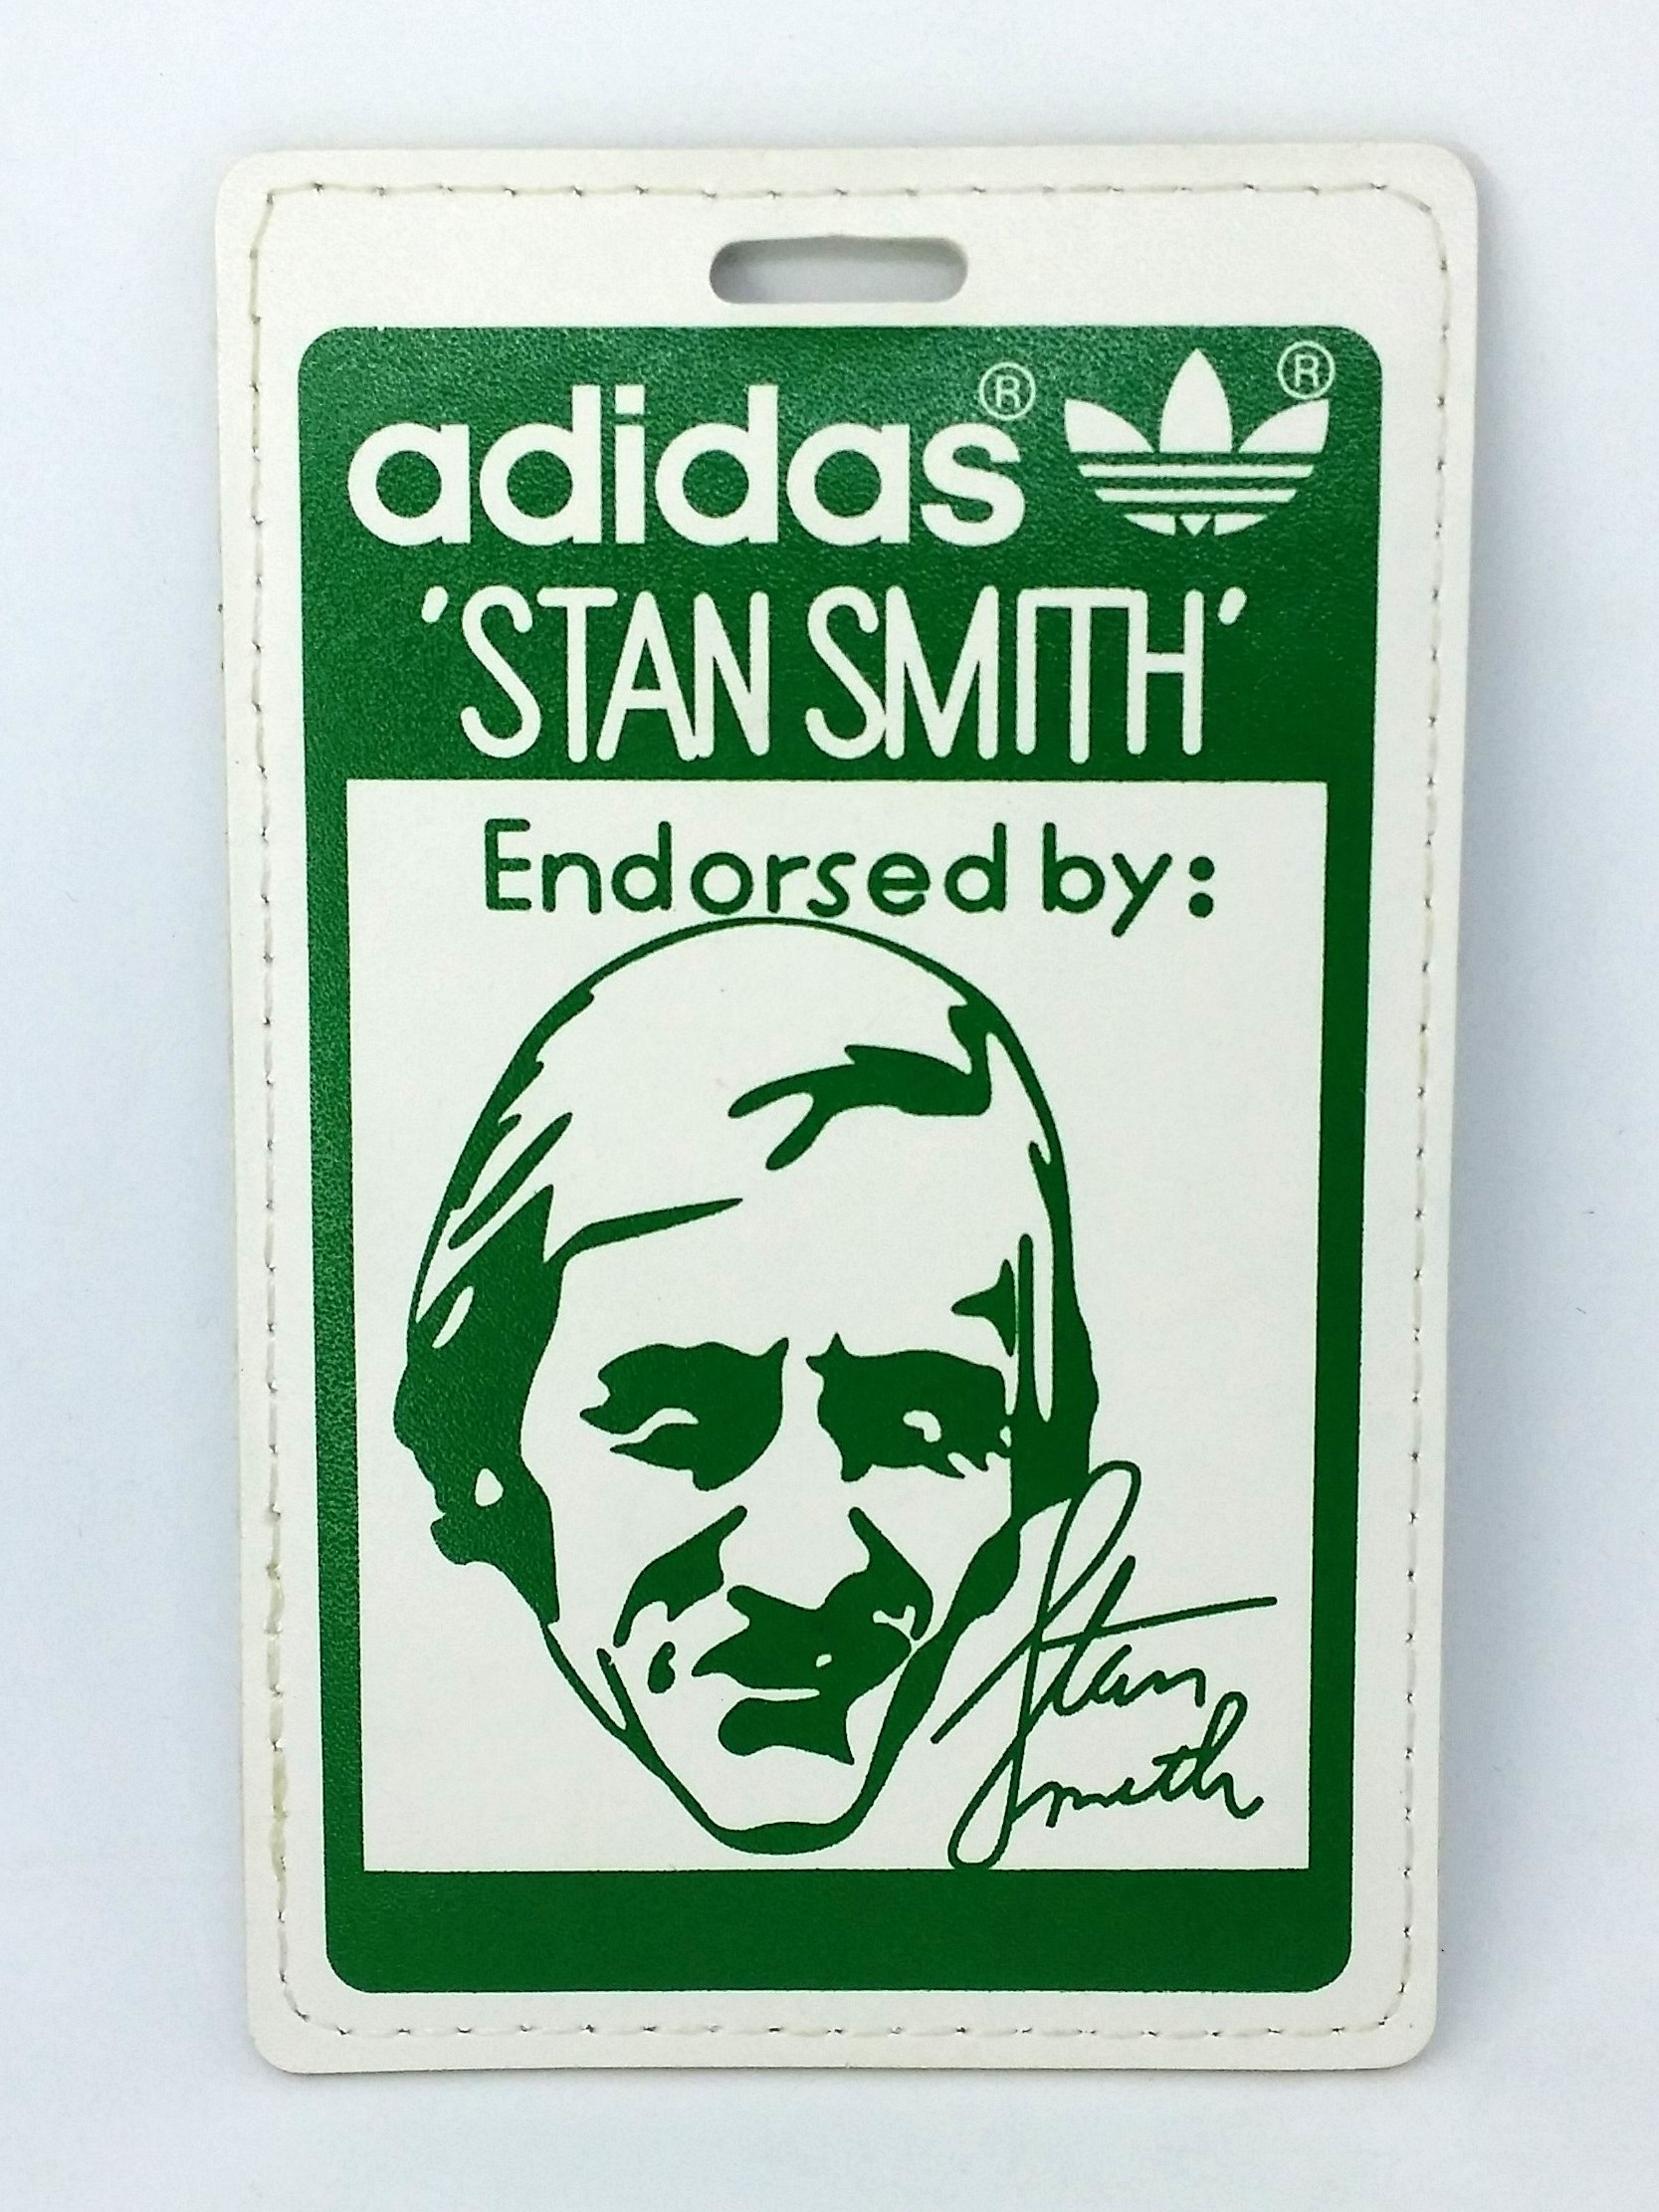 adidas® ®
'STAN SMITH'
Endorsed by:
Stan
Smith